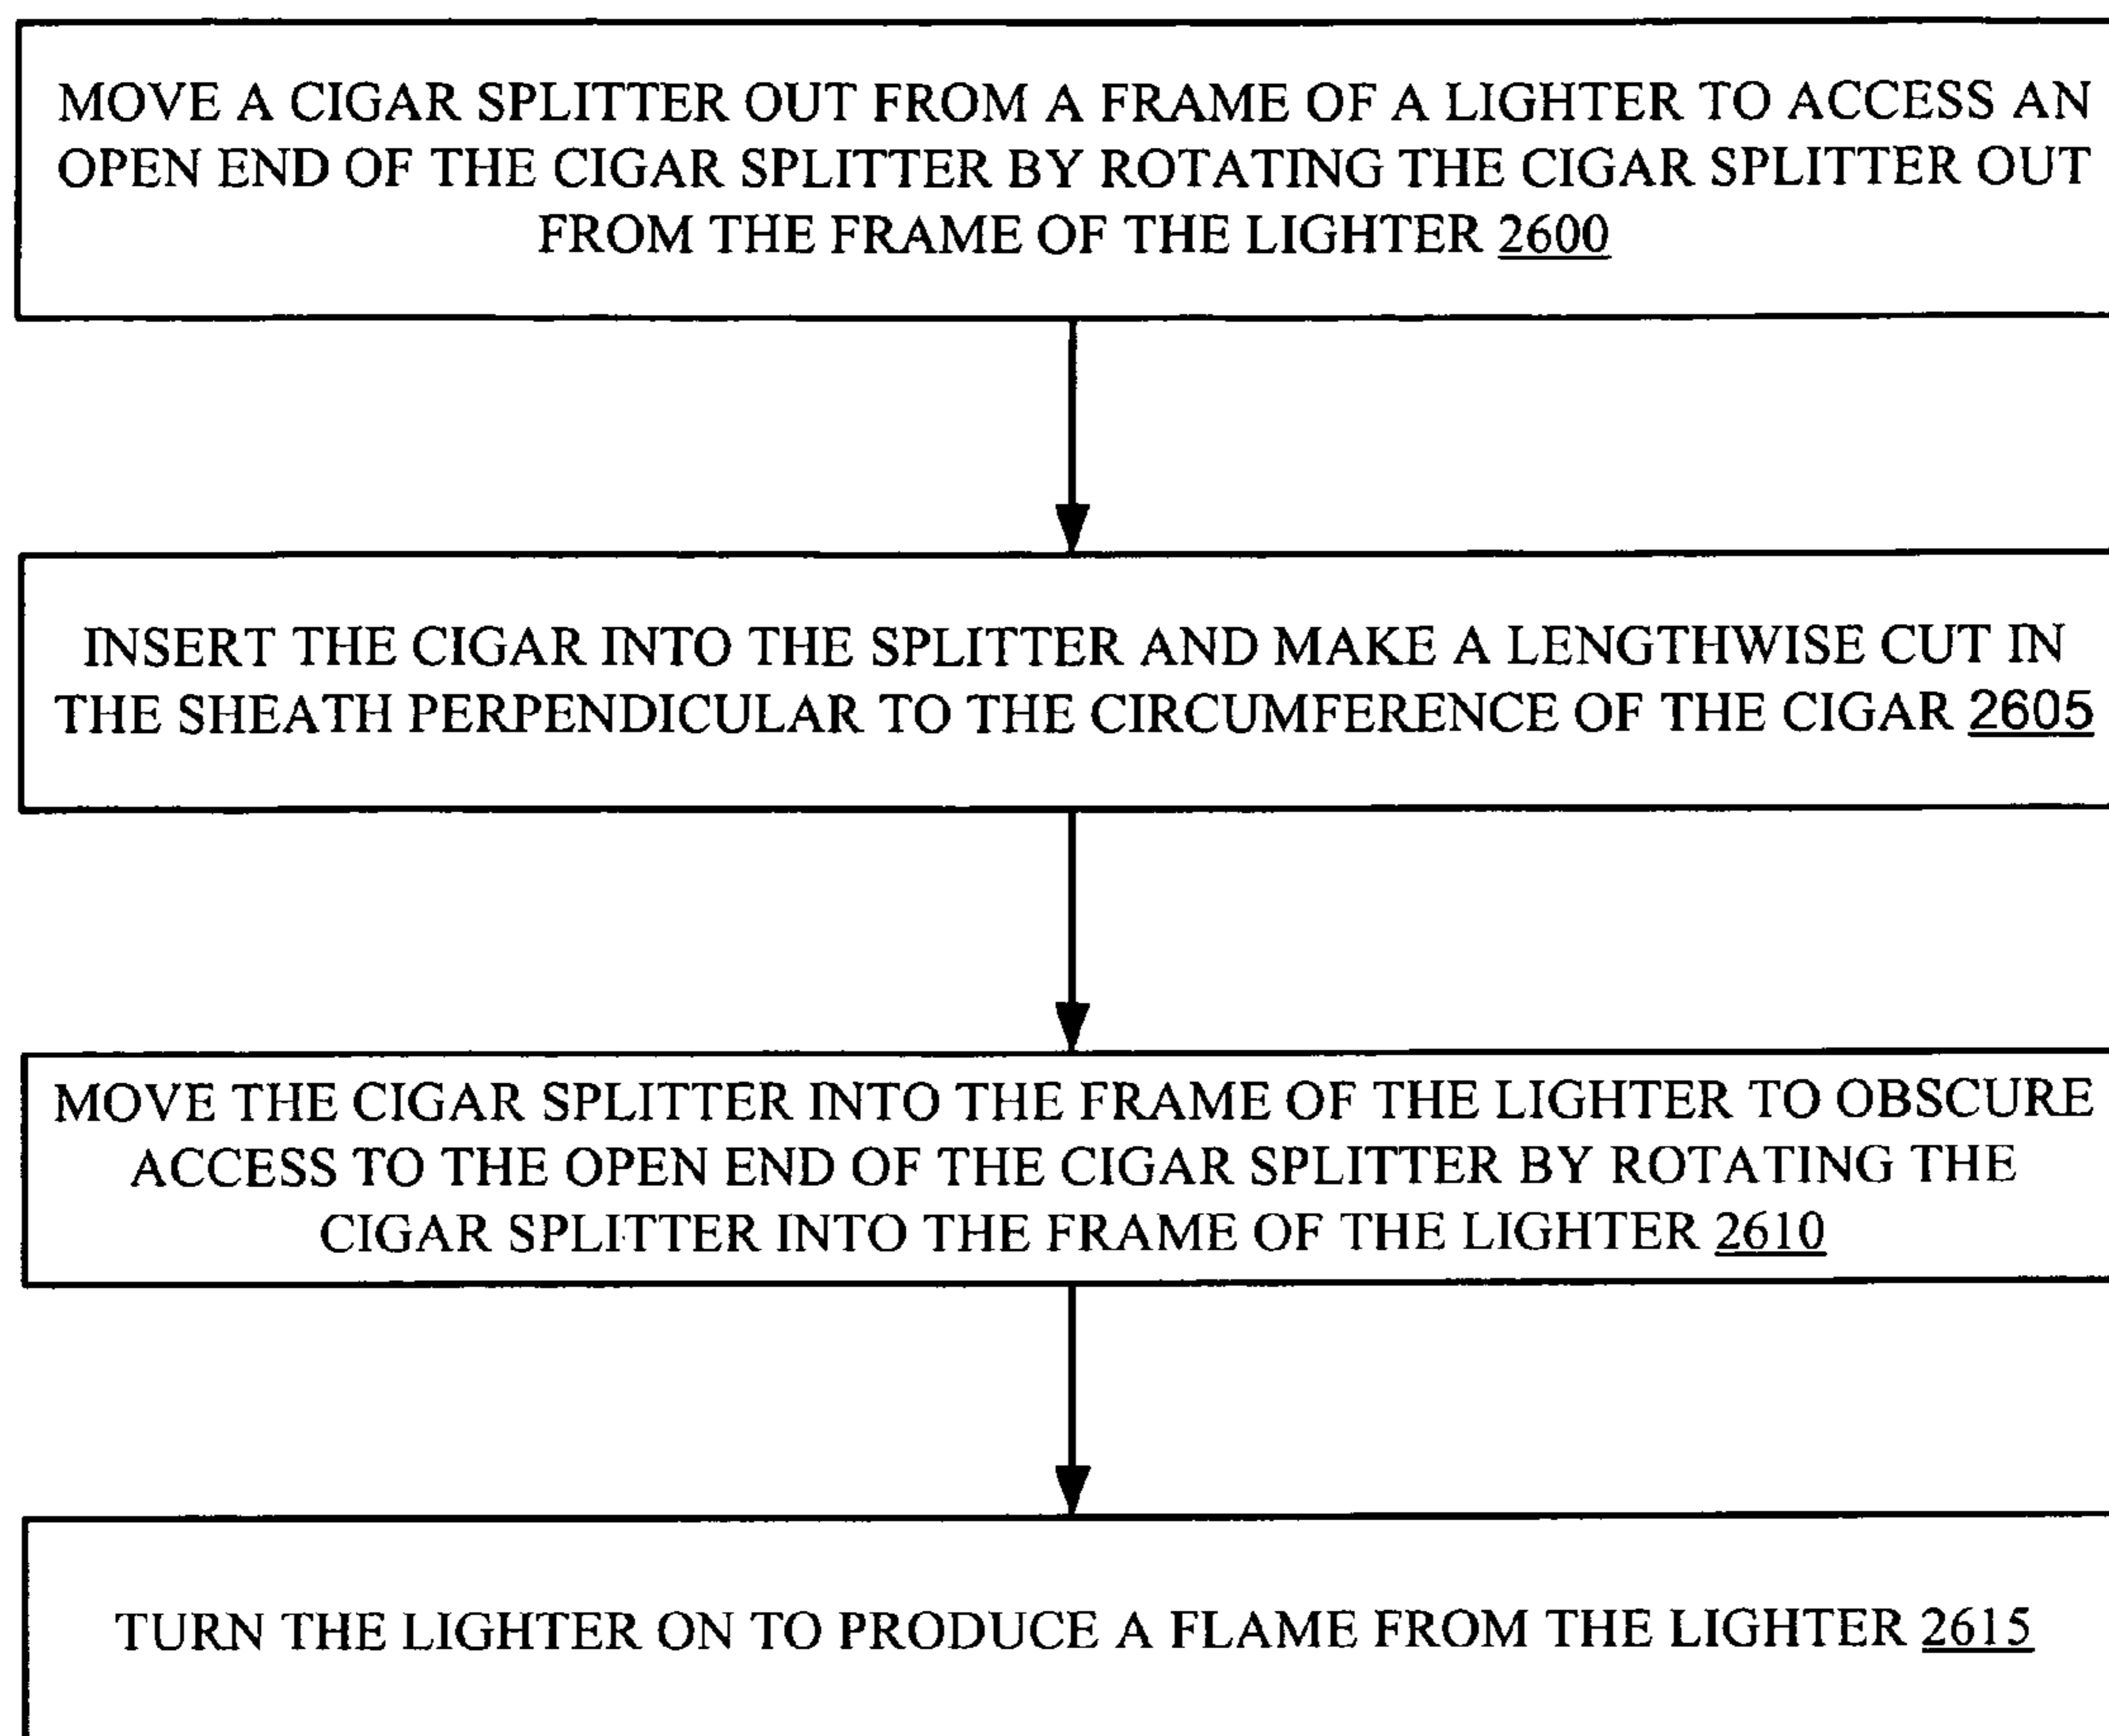 MOVE A CIGAR SPLITTER OUT FROM A FRAME OF A LIGHTER TO ACCESS AN
OPEN END OF THE CIGAR SPLITTER BY ROTATING THE CIGAR SPLITTER OUT
FROM THE FRAME OF THE LIGHTER 2600
INSERT THE CIGAR INTO THE SPLITTER AND MAKE A LENGTHWISE CUT IN
THE SHEATH PERPENDICULAR TO THE CIRCUMFERENCE OF THE CIGAR 2605
MOVE THE CIGAR SPLITTER INTO THE FRAME OF THE LIGHTER TO OBSCURE
ACCESS TO THE OPEN END OF THE CIGAR SPLITTER BY ROTATING THE
CIGAR SPLITTER INTO THE FRAME OF THE LIGHTER 2610
TURN THE LIGHTER ON TO PRODUCE A FLAME FROM THE LIGHTER 2615